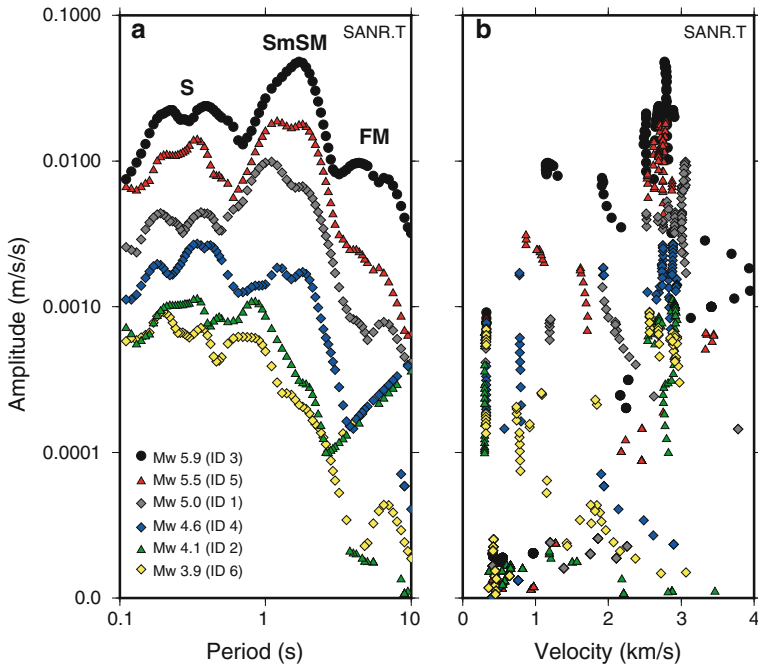 a
SANR.T
SmSM
S
FM
Amplitude (m/s/s)
0.1000
0.0100
0.0010
0.0001
0.0
Mw 5.9 (ID 3)
Mw 5.5 (ID 5)
Mw 5.0 (ID 1)
Mw 4.6 (ID 4)
Mw 4.1 (ID 2)
Mw 3.9 (ID 6)
0.1 1 10
Period (s)
b
SANR.T
0 1 2 3 4
Velocity (km/s)